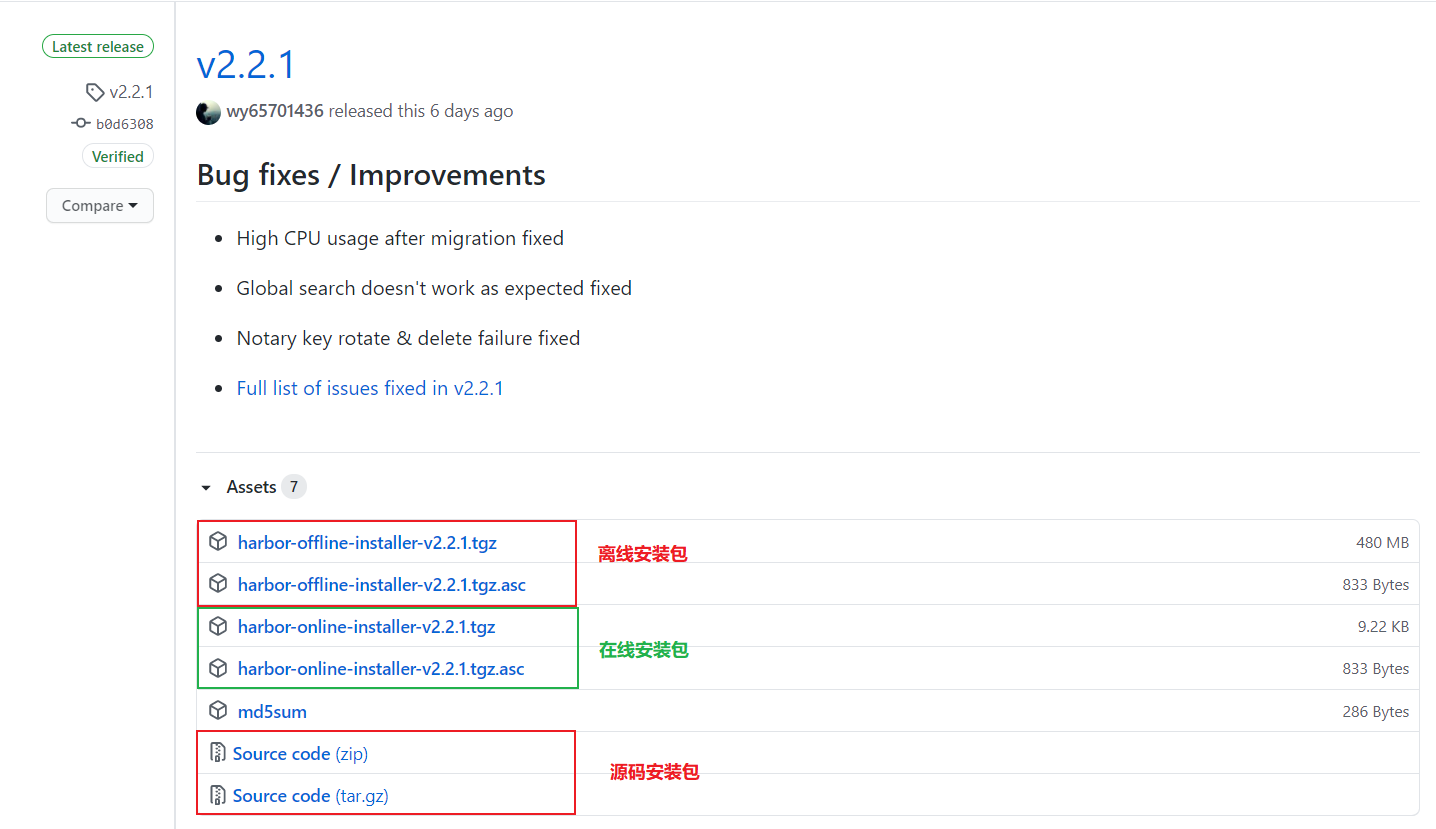 Latest release
v2.2.1
b0d6308
Verified
Compare
v2.2.1
wy65701436 released this 6 days ago
Bug fixes / Improvements
High CPU usage after migration fixed
Global search doesn't work as expected fixed
Notary key rotate & delete failure fixed
Full list of issues fixed in v2.2.1
Assets 7
harbor-offline-installer-v2.2.1.tgz 480 MB
离线安装包
harbor-offline-installer-v2.2.1.tgz.asc 833 Bytes
harbor-online-installer-v2.2.1.tgz 9.22 KB
在线安装包
harbor-online-installer-v2.2.1.tgz.asc 833 Bytes
md5sum 286 Bytes
Source code (zip)
源码安装包
Source code (tar.gz)